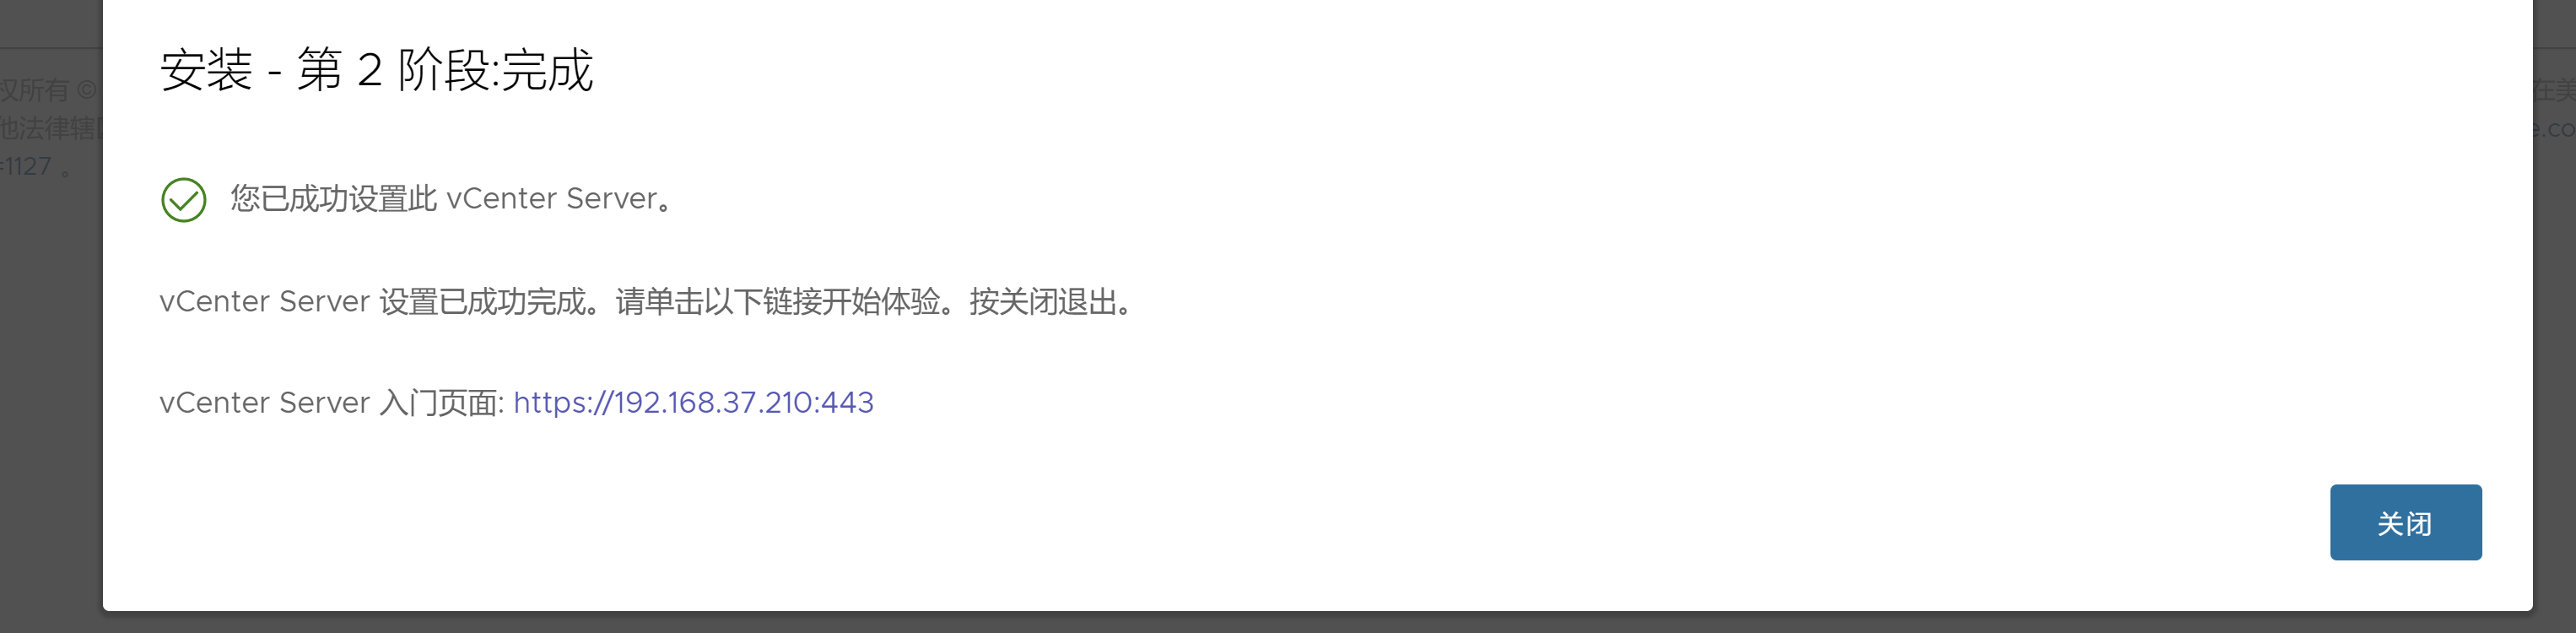 安装 - 第 2 阶段:完成
权所有 ©
在美
他法律辖
e.co
=1127 。
您已成功设置此 vCenter Server。
vCenter Server 设置已成功完成。请单击以下链接开始体验。按关闭退出。
vCenter Server 入门页面: https://192.168.37.210:443
关闭